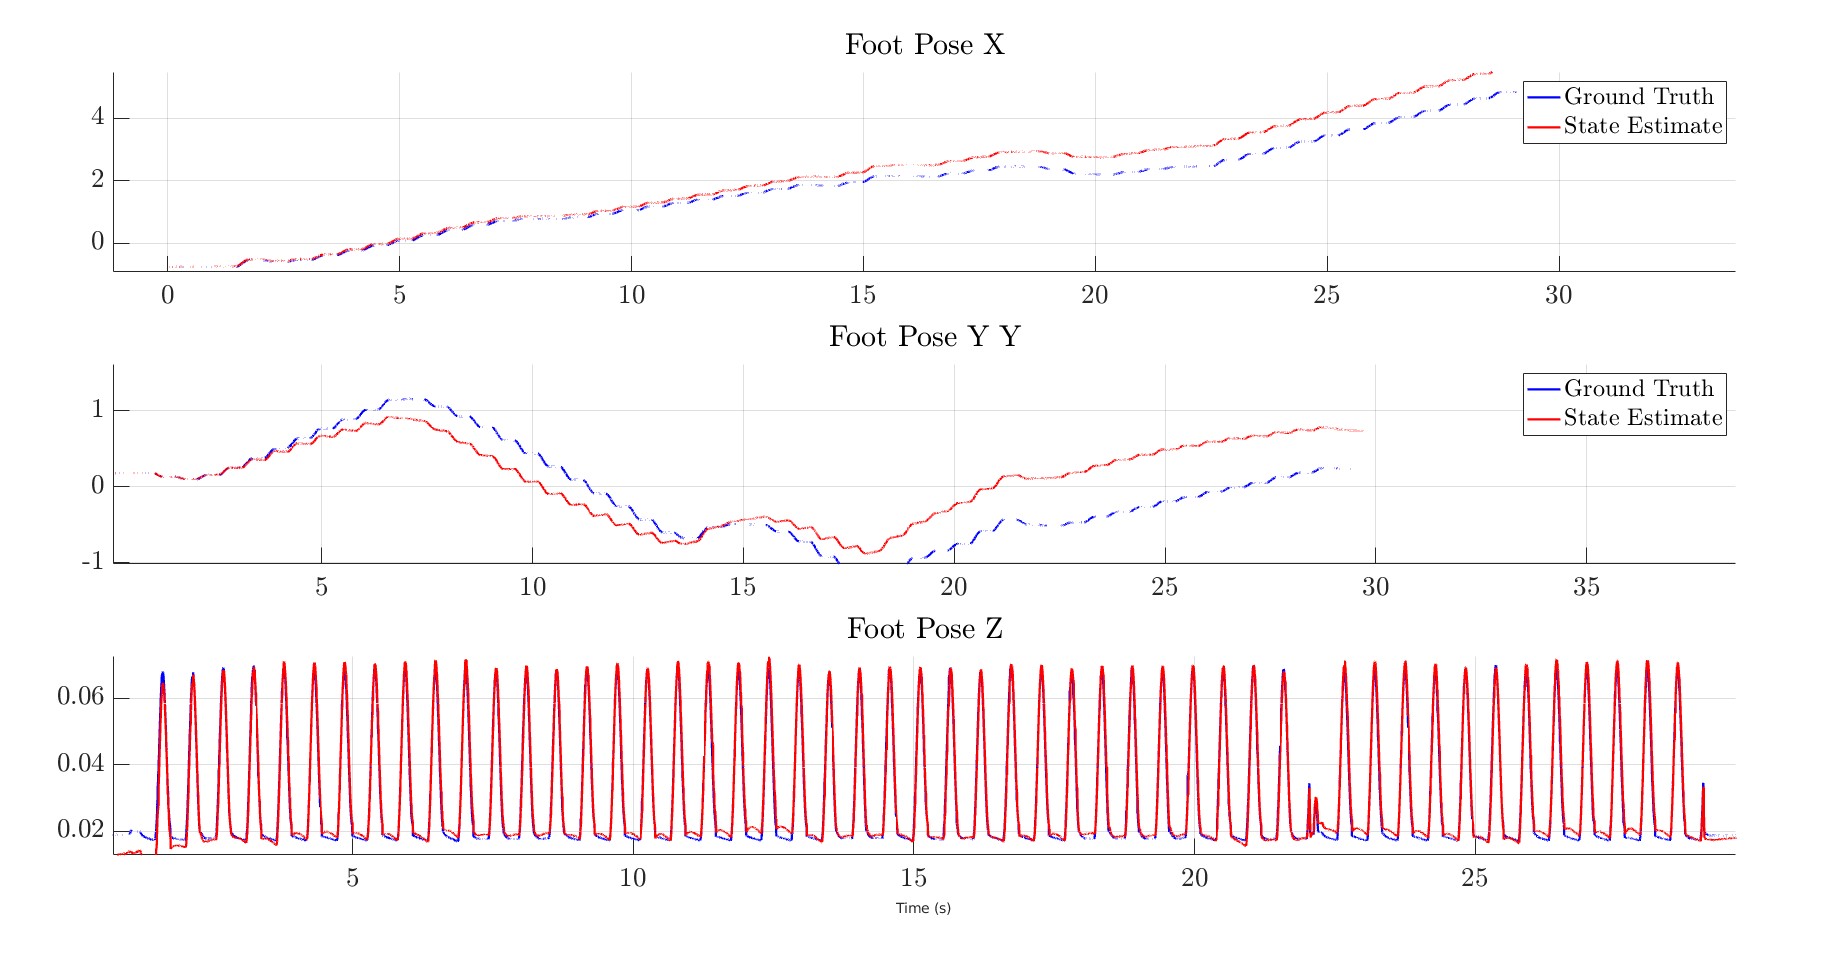 Foot Pose X
4
2
0
Ground Truth
State Estimate
0 5 10 15 20 25 30
Foot Pose Y Y
1
0
-1
Ground Truth
State Estimate
5 10 15 20 25 30 35
Foot Pose Z
0.06
0.04
0.02
5 10 15 20 25
Time (s)